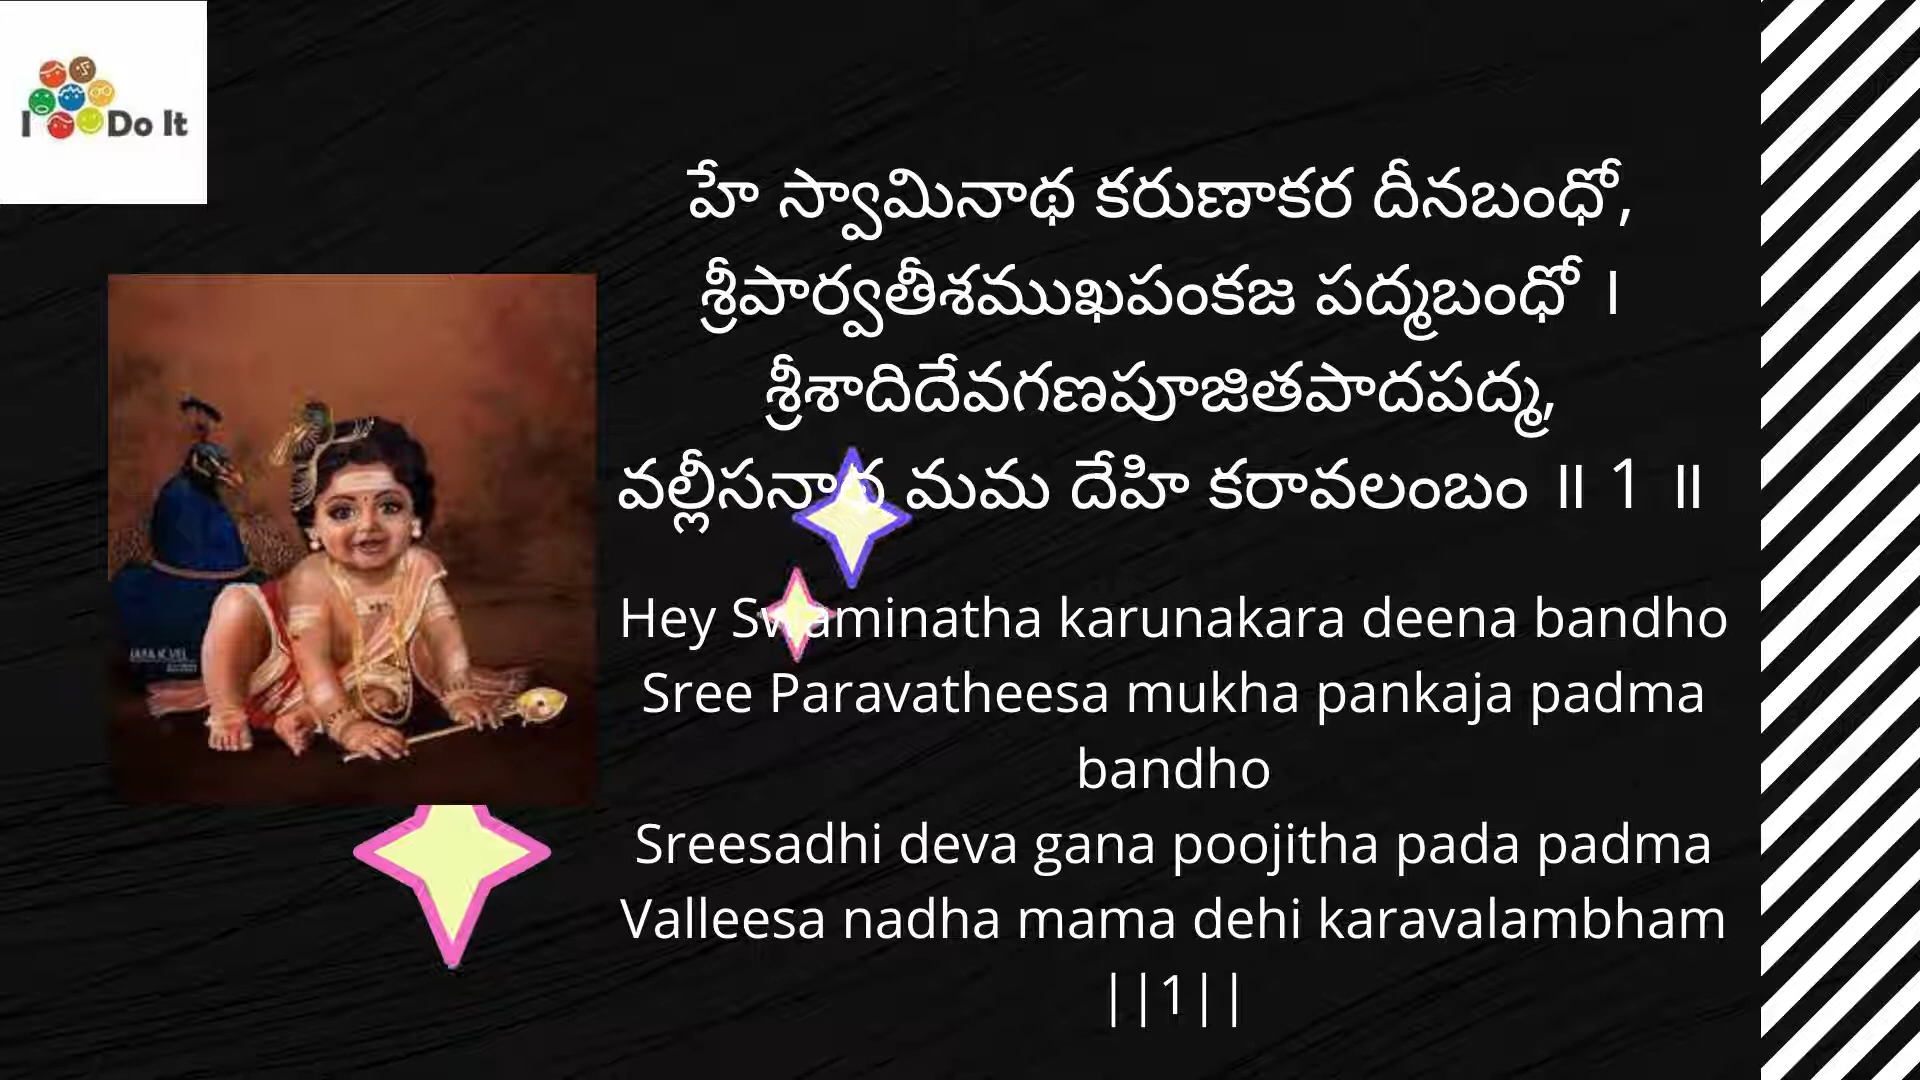 I Do It
హే స్వామినాథ కరుణాకర దీనబంధో,
శ్రీపార్వతీశముఖపంకజ పద్మబంధో ।
శ్రీశాదిదేవగణపూజితపాదపద్మ,
వల్లీసనాథ మమ దేహి కరావలంబం ॥ 1 ॥
Hey Swaminatha karunakara deena bandho
Sree Paravatheesa mukha pankaja padma
bandho
Sreesadhi deva gana poojitha pada padma
Valleesa nadha mama dehi karavalambham
||1||